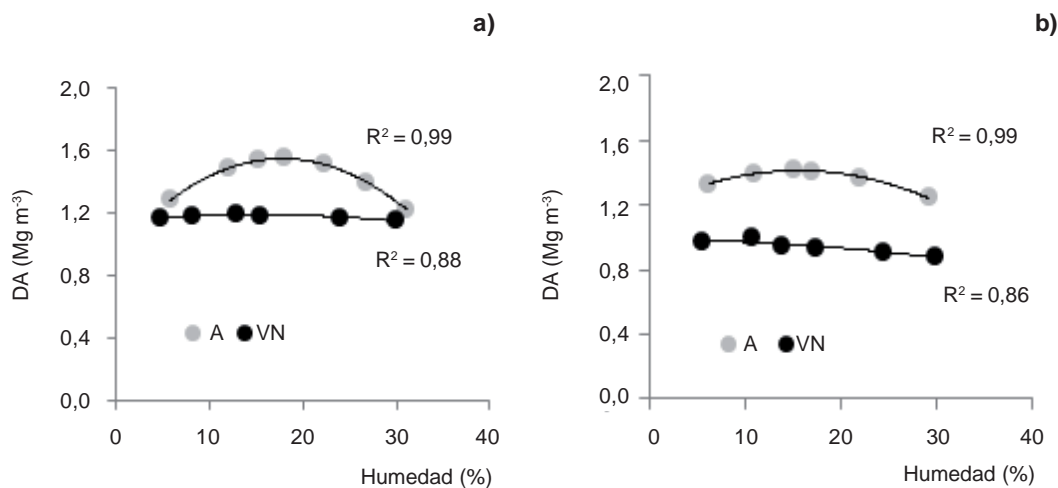 a)
2,0
1,6
1,2
0,8
0,4
0,0
DA (Mg m-3)
R² = 0,99
R² = 0,88
A VN
0 10 20 30 40
Humedad (%)
b)
2,0
1,6
1,2
0,8
0,4
0,0
DA (Mg m-3)
R² = 0,99
R² = 0,86
A VN
0 10 20 30 40
Humedad (%)